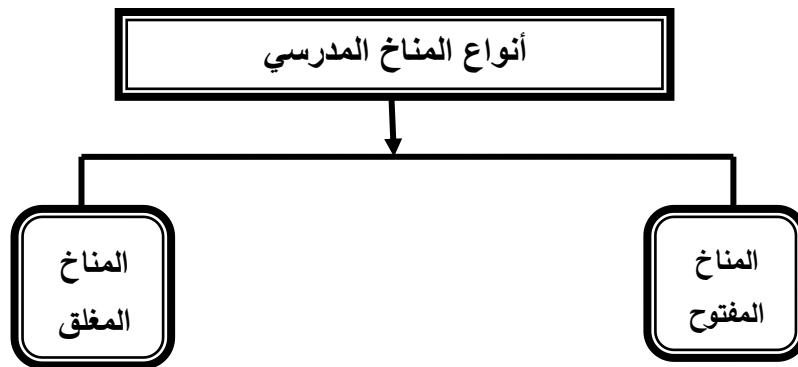 أنواع المناخ المدرسي
المناخ
المفتوح
المناخ
المغلق